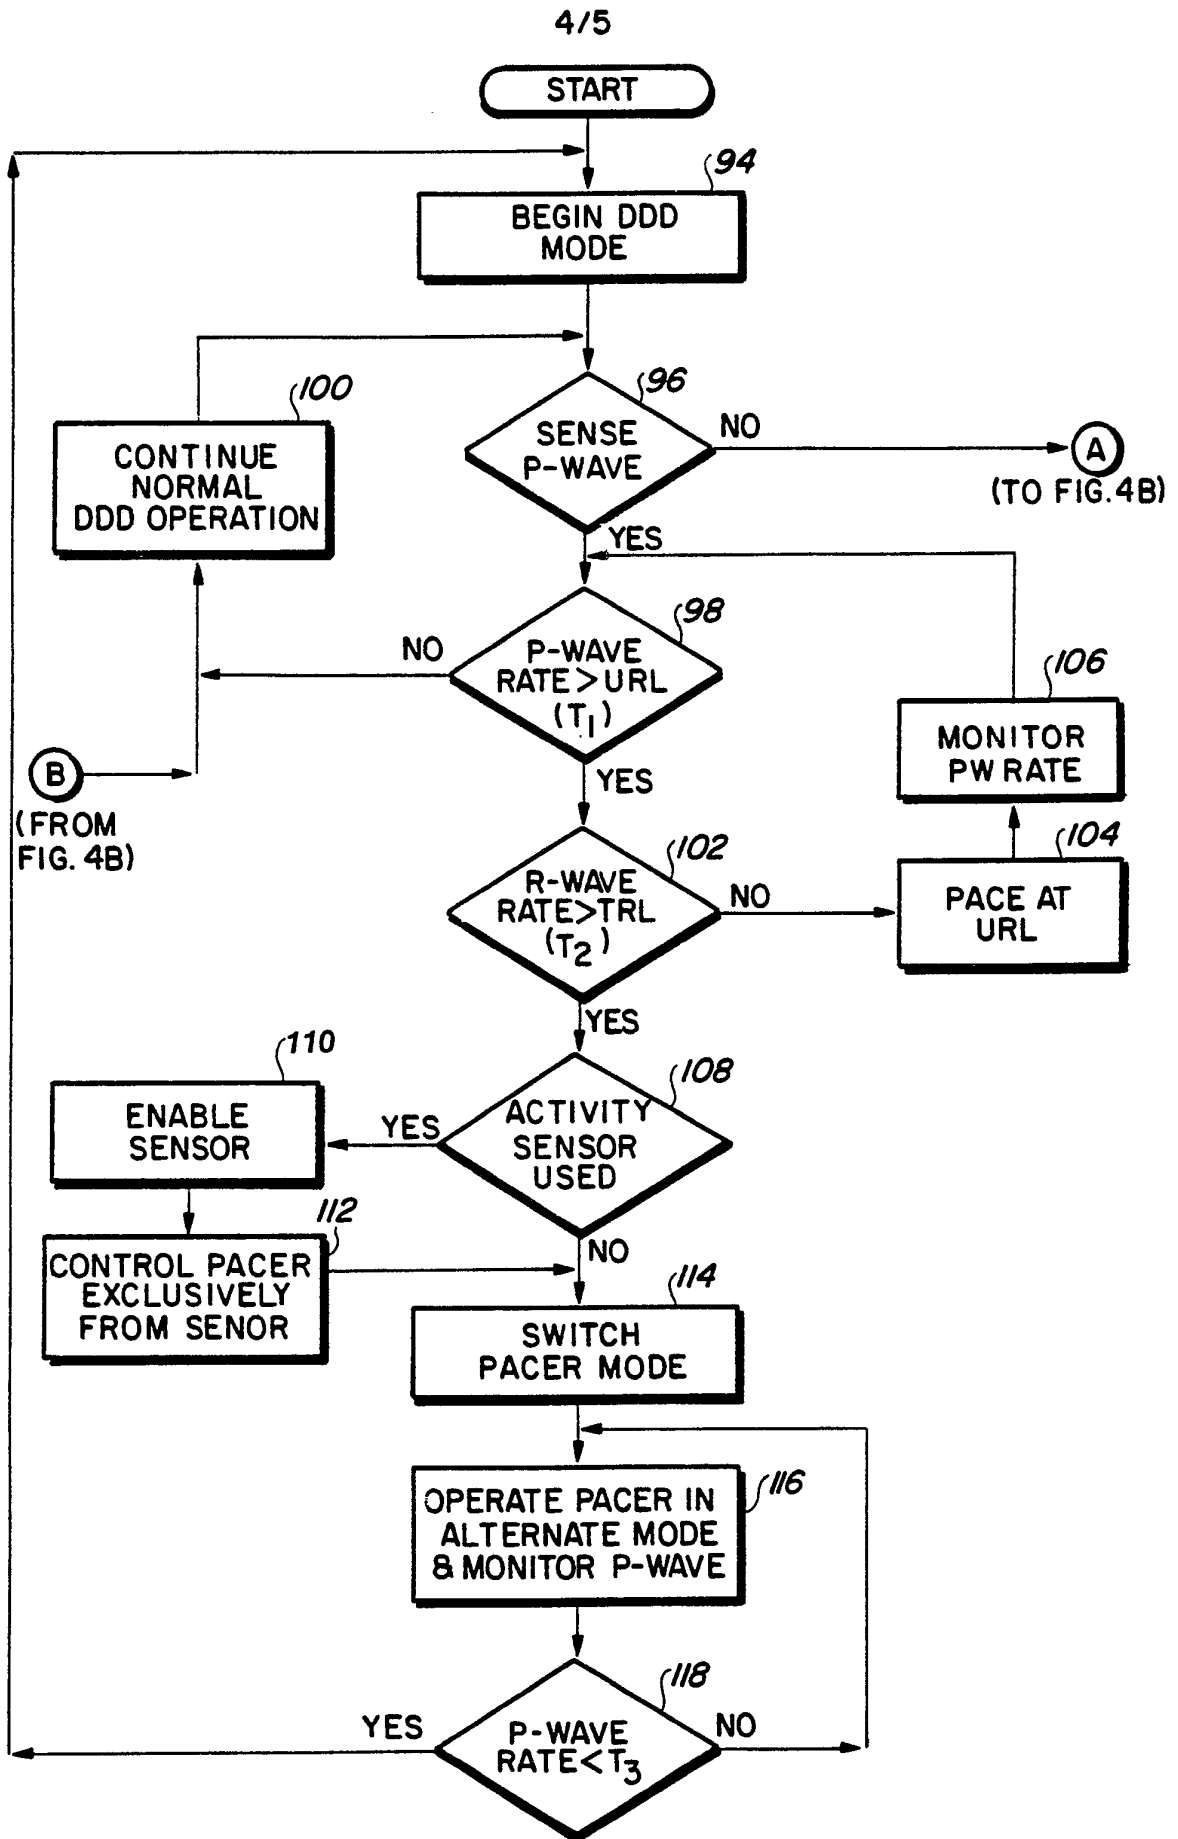 4/5
START
94
BEGIN DDD
MODE
96
SENSE
P-WAVE
NO
A
(TO FIG. 4B)
YES
100
CONTINUE
NORMAL
DDD OPERATION
98
P-WAVE
RATE>URL
(T1)
NO
YES
106
MONITOR
PW RATE
B
(FROM
FIG. 4B)
102
R-WAVE
RATE>TRL
(T2)
NO
YES
104
PACE AT
URL
108
ACTIVITY
SENSOR
USED
YES
NO
110
ENABLE
SENSOR
112
CONTROL PACER
EXCLUSIVELY
FROM SENOR
114
SWITCH
PACER MODE
116
OPERATE PACER IN
ALTERNATE MODE
& MONITOR P-WAVE
118
P-WAVE
RATE<T3
YES
NO